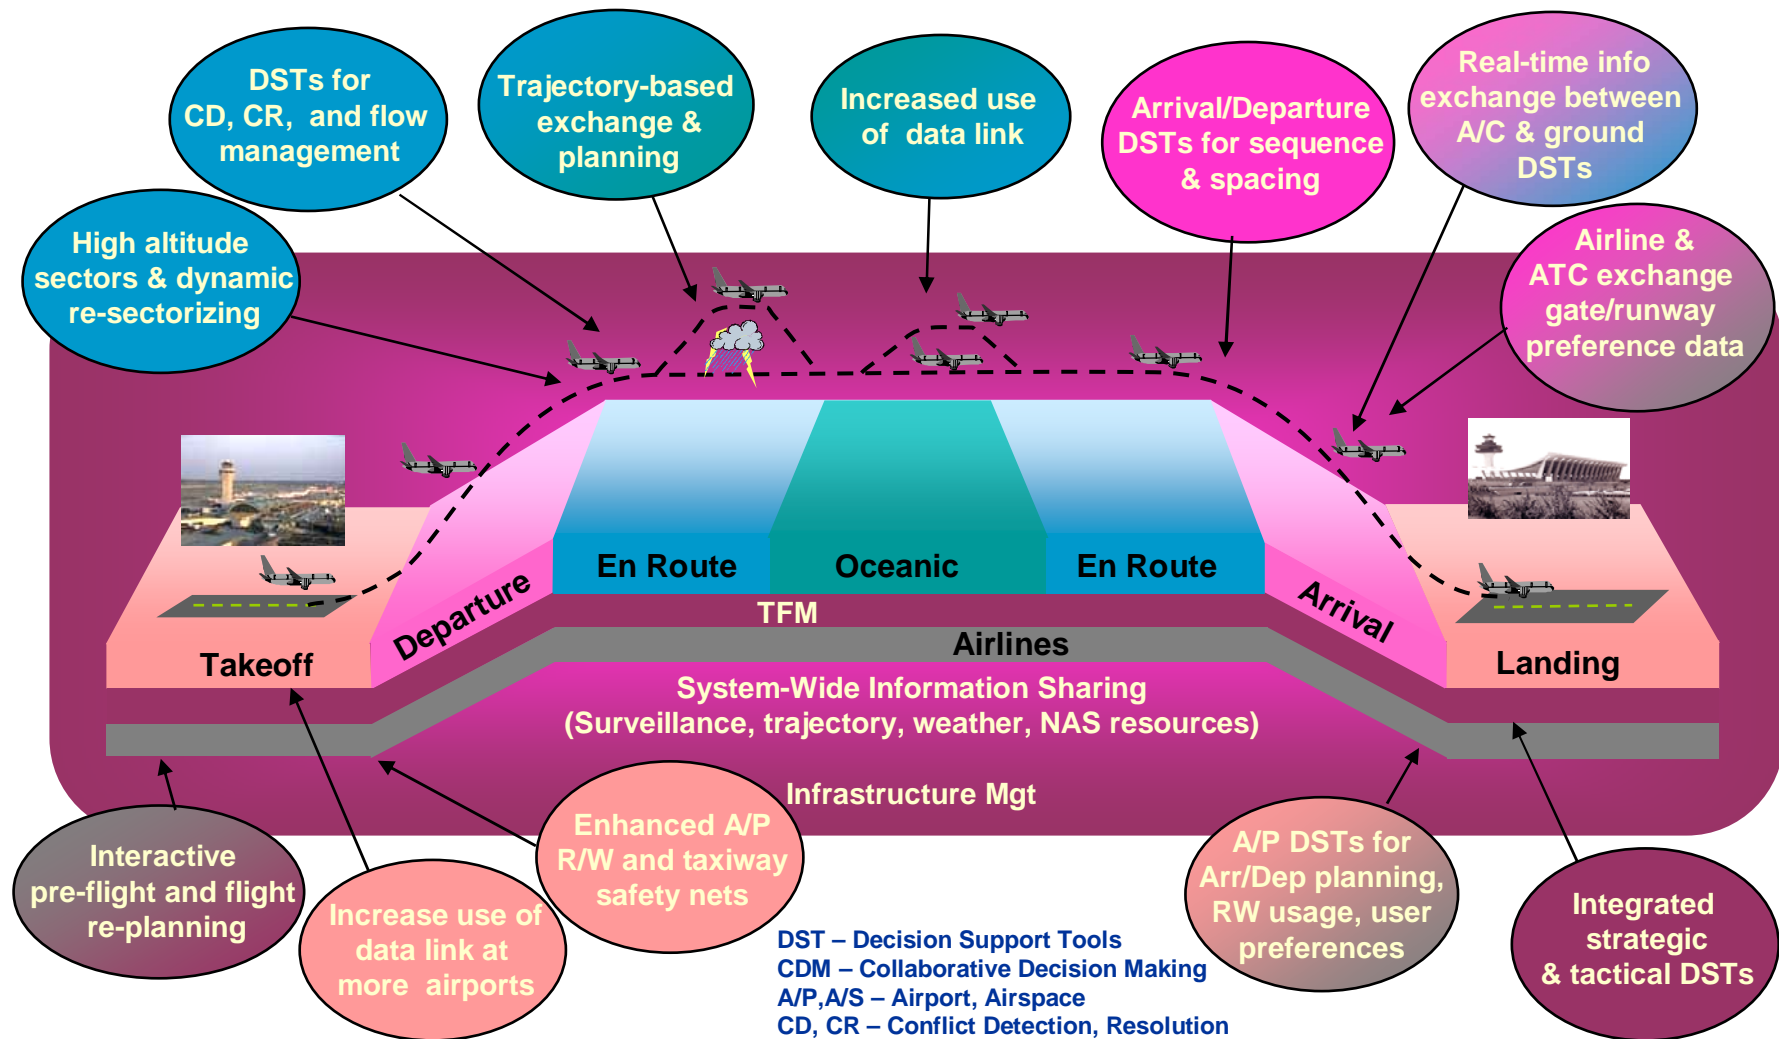 DSTs for
CD, CR, and flow
management
Trajectory-based
exchange &
planning
Increased use
of data link
Arrival/Departure
DSTs for sequence
& spacing
Real-time info
exchange between
A/C & ground
DSTs
High altitude
sectors & dynamic
re-sectorizing
Airline &
ATC exchange
gate/runway
preference data
En Route
Oceanic
En Route
Departure
Arrival
TFM
Airlines
Takeoff
Landing
System-Wide Information Sharing
(Surveillance, trajectory, weather, NAS resources)
Infrastructure Mgt
Interactive
pre-flight and flight
re-planning
Increase use of
data link at
more airports
Enhanced A/P
R/W and taxiway
safety nets
A/P DSTs for
Arr/Dep planning,
RW usage, user
preferences
Integrated
strategic
& tactical DSTs
DST – Decision Support Tools
CDM – Collaborative Decision Making
A/P,A/S – Airport, Airspace
CD, CR – Conflict Detection, Resolution